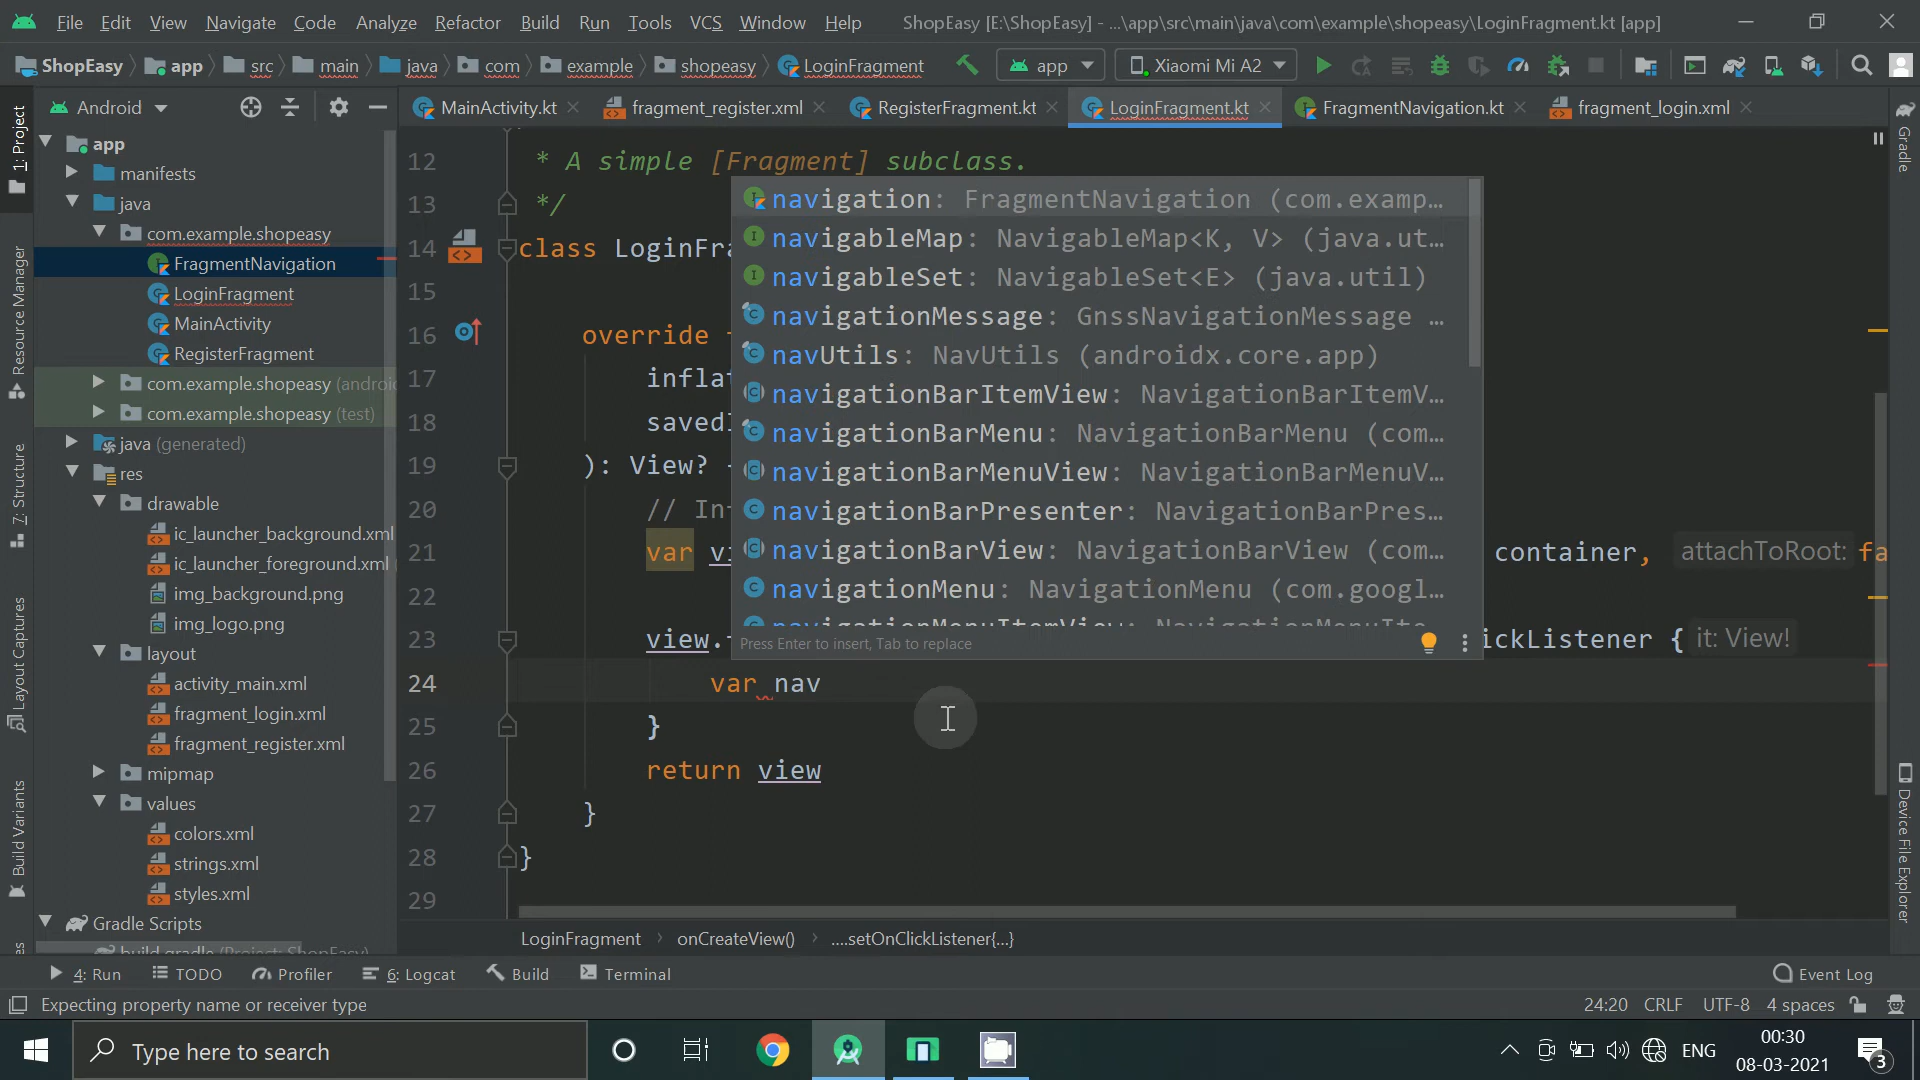 File Edit View Navigate Code Analyze Refactor Build Run Tools VCS Window Help ShopEasy [E:\ShopEasy] - ...\app\src\main\java\com\example\shopeasy\LoginFragment.kt [app]
ShopEasy app src main java com example shopeasy LoginFragment app Xiaomi Mi A2
Android MainActivity.kt fragment_register.xml RegisterFragment.kt LoginFragment.kt FragmentNavigation.kt fragment_login.xml
1: Project
Resource Manager
7: Structure
Layout Captures
Build Variants
app
manifests
java
com.example.shopeasy
FragmentNavigation
LoginFragment
MainActivity
RegisterFragment
com.example.shopeasy
com.example.shopeasy (test)
java (generated)
res
drawable
ic_launcher_background.xml
ic_launcher_foreground.xml
img_background.png
img_logo.png
layout
activity_main.xml
fragment_login.xml
fragment_register.xml
mipmap
values
colors.xml
strings.xml
styles.xml
Gradle Scripts
12 * A simple [Fragment] subclass.
13 */
14 class LoginFra
15
16 override
17 inflat
18
19 ): View?
20 // In
21 var vi container, attachToRoot: fa
22
23 view. ickListener { it: View!
24 var nav
25 }
26 return view
27 }
28 }
29
navigation: FragmentNavigation (com.examp…
navigableMap: NavigableMap<K, V> (java.ut…
navigableSet: NavigableSet<E> (java.util)
navigationMessage: GnssNavigationMessage …
navUtils: NavUtils (androidx.core.app)
navigationBarItemView: NavigationBarItemV…
navigationBarMenu: NavigationBarMenu (com…
navigationBarMenuView: NavigationBarMenuV…
navigationBarPresenter: NavigationBarPres…
navigationBarView: NavigationBarView (com…
navigationMenu: NavigationMenu (com.googl…
Press Enter to insert, Tab to replace
LoginFragment onCreateView() ....setOnClickListener{...}
Gradle
Device File Explorer
4: Run TODO Profiler 6: Logcat Build Terminal Event Log
Expecting property name or receiver type 24:20 CRLF UTF-8 4 spaces
Type here to search ENG 00:30
08-03-2021 3